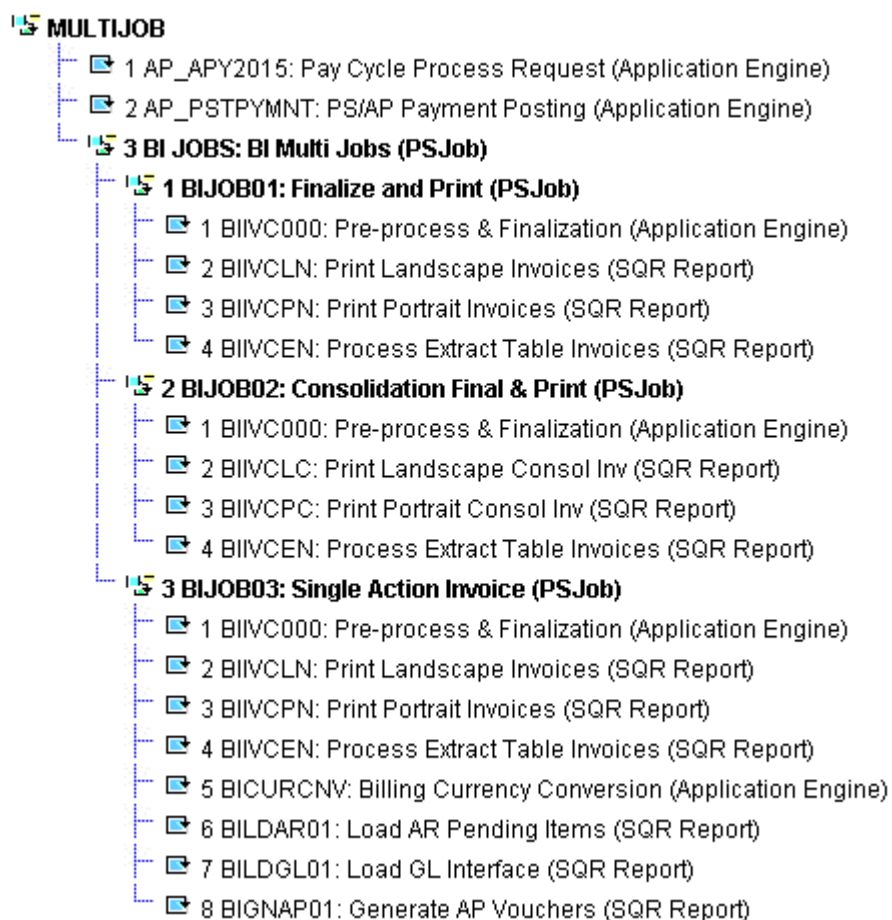 MULTIJOB
1 AP_APY2015: Pay Cycle Process Request (Application Engine)
2 AP_PSTPYMNT: PS/AP Payment Posting (Application Engine)
3 BI JOBS: BI Multi Jobs (PSJob)
1 BIJOB01: Finalize and Print (PSJob)
1 BIIVC000: Pre-process & Finalization (Application Engine)
2 BIIVCLN: Print Landscape Invoices (SQR Report)
3 BIIVCPN: Print Portrait Invoices (SQR Report)
4 BIIVCEN: Process Extract Table Invoices (SQR Report)
2 BIJOB02: Consolidation Final & Print (PSJob)
1 BIIVC000: Pre-process & Finalization (Application Engine)
2 BIIVCLC: Print Landscape Consol Inv (SQR Report)
3 BIIVCPC: Print Portrait Consol Inv (SQR Report)
4 BIIVCEN: Process Extract Table Invoices (SQR Report)
3 BIJOB03: Single Action Invoice (PSJob)
1 BIIVC000: Pre-process & Finalization (Application Engine)
2 BIIVCLN: Print Landscape Invoices (SQR Report)
3 BIIVCPN: Print Portrait Invoices (SQR Report)
4 BIIVCEN: Process Extract Table Invoices (SQR Report)
5 BICURCNV: Billing Currency Conversion (Application Engine)
6 BILDAR01: Load AR Pending Items (SQR Report)
7 BILDGL01: Load GL Interface (SQR Report)
8 BIGNAP01: Generate AP Vouchers (SQR Report)